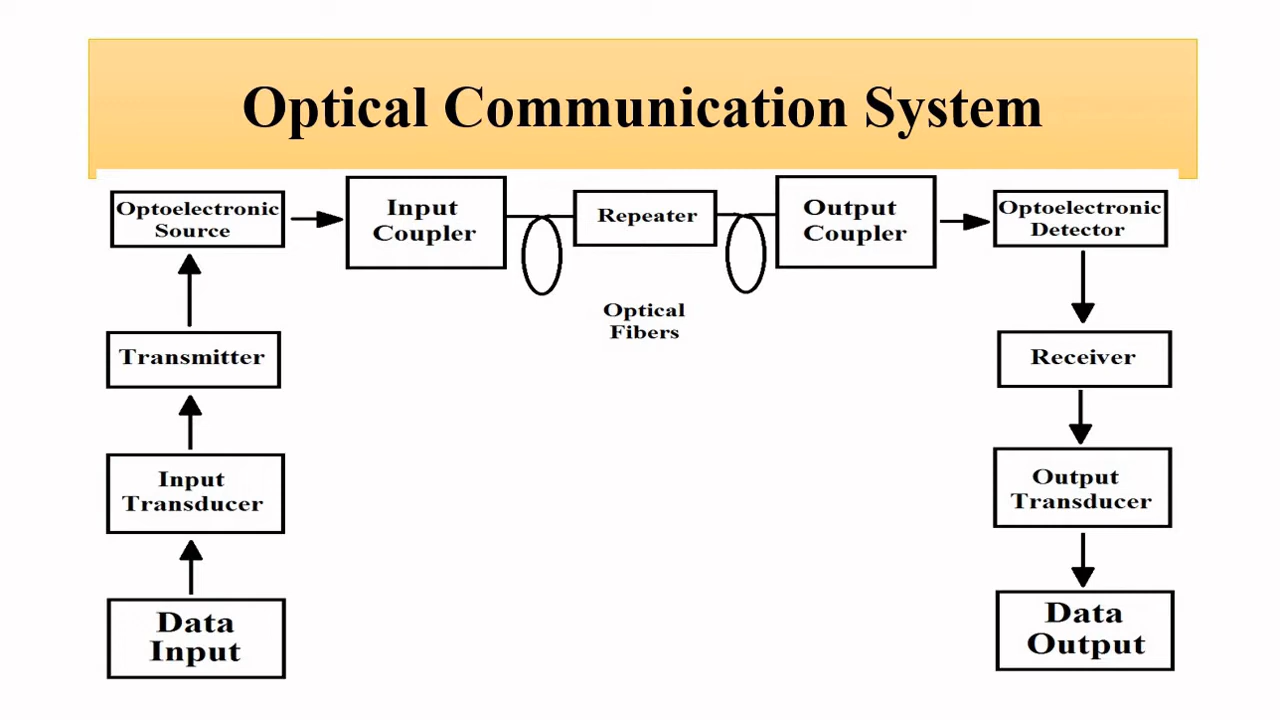 Optical Communication System
Optoelectronic
Source
Input
Coupler
Repeater
Output
Coupler
Optoelectronic
Detector
Optical
Fibers
Transmitter
Receiver
Input
Transducer
Output
Transducer
Data
Input
Data
Output